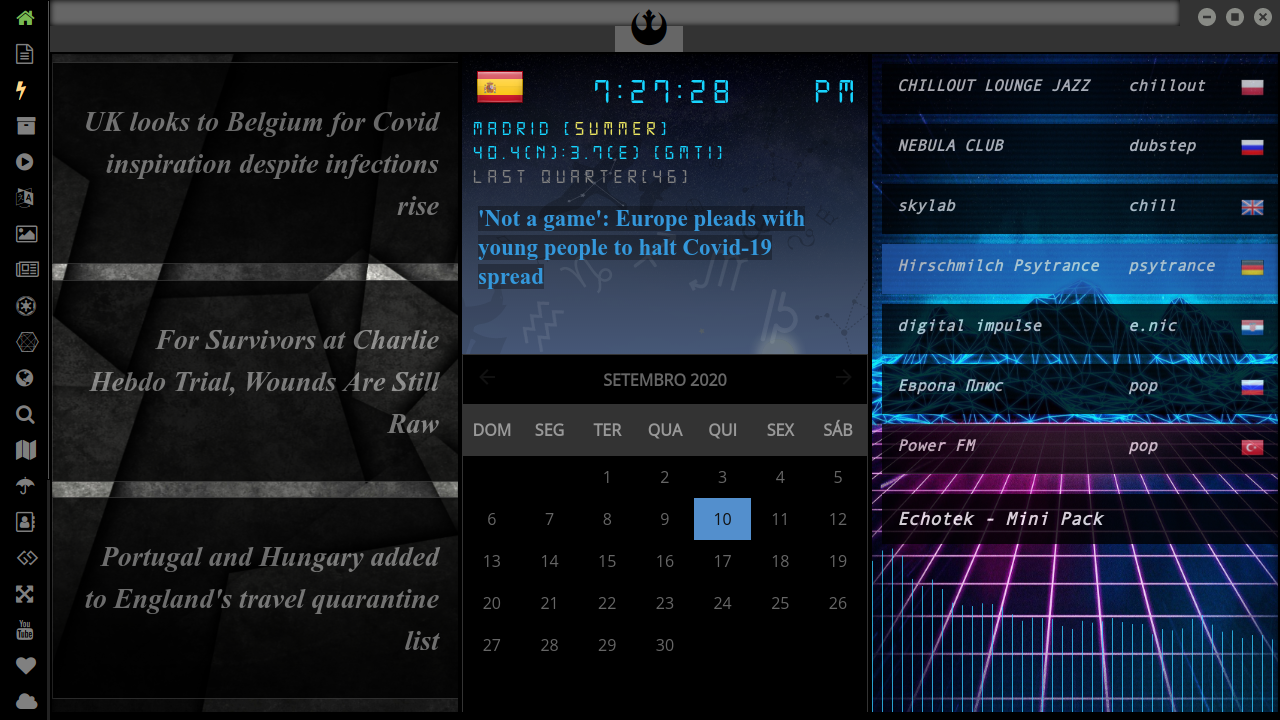 UK looks to Belgium for Covid
inspiration despite infections
rise
For Survivors at Charlie
Hebdo Trial, Wounds Are Still
Raw
Portugal and Hungary added
to England's travel quarantine
list
You
Tube
7:27:28 PM
MADRID (SUMMER)
40.4(N):3.7(E) (GMT1)
LAST QUARTER(46)
'Not a game': Europe pleads with
young people to halt Covid-19
spread
SETEMBRO 2020
DOM SEG TER QUA QUI SEX SÁB
1 2 3 4 5
6 7 8 9 10 11 12
13 14 15 16 17 18 19
20 21 22 23 24 25 26
27 28 29 30
CHILLOUT LOUNGE JAZZ chillout
NEBULA CLUB dubstep
skylab chill
Hirschmilch Psytrance psytrance
digital impulse e.nic
Европа Плюс pop
Power FM pop
Echotek - Mini Pack